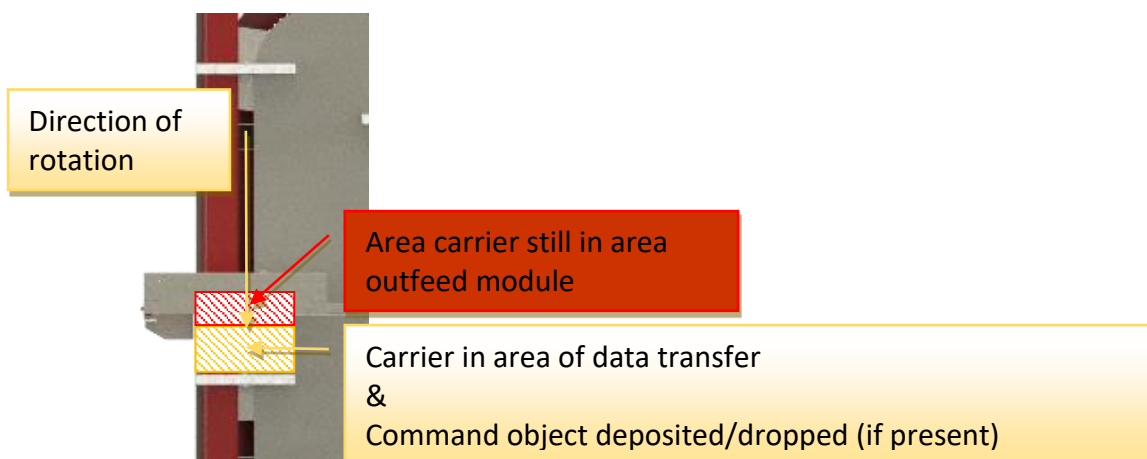 Direction of
rotation
Area carrier still in area
outfeed module
Carrier in area of data transfer
&
Command object deposited/dropped (if present)